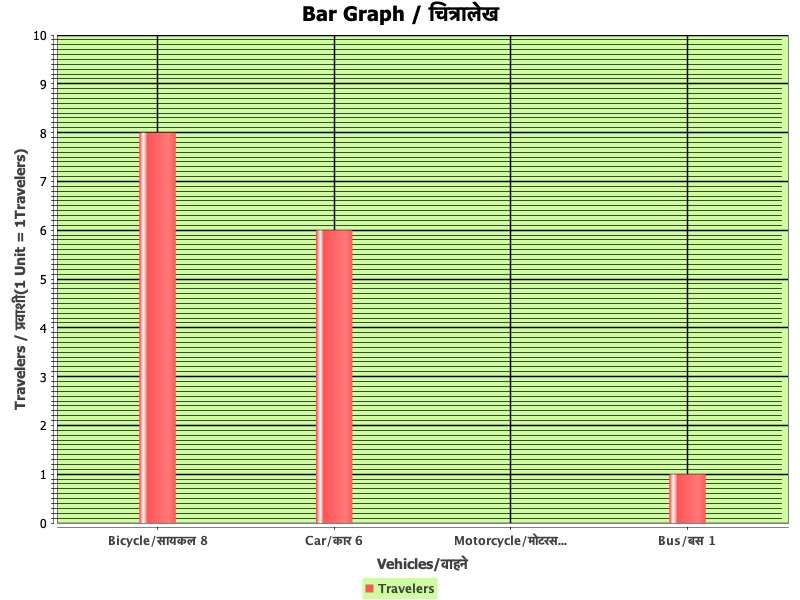 Bar Graph / चित्रालेख
Travelers / प्रवाशी(1 Unit = 1Travelers)
10
9
8
7
6
5
4
3
2
1
0
Bicycle/सायकल 8
Car/कार 6
Motorcycle/मोटरस...
Bus/बस 1
Vehicles/वाहने
Travelers